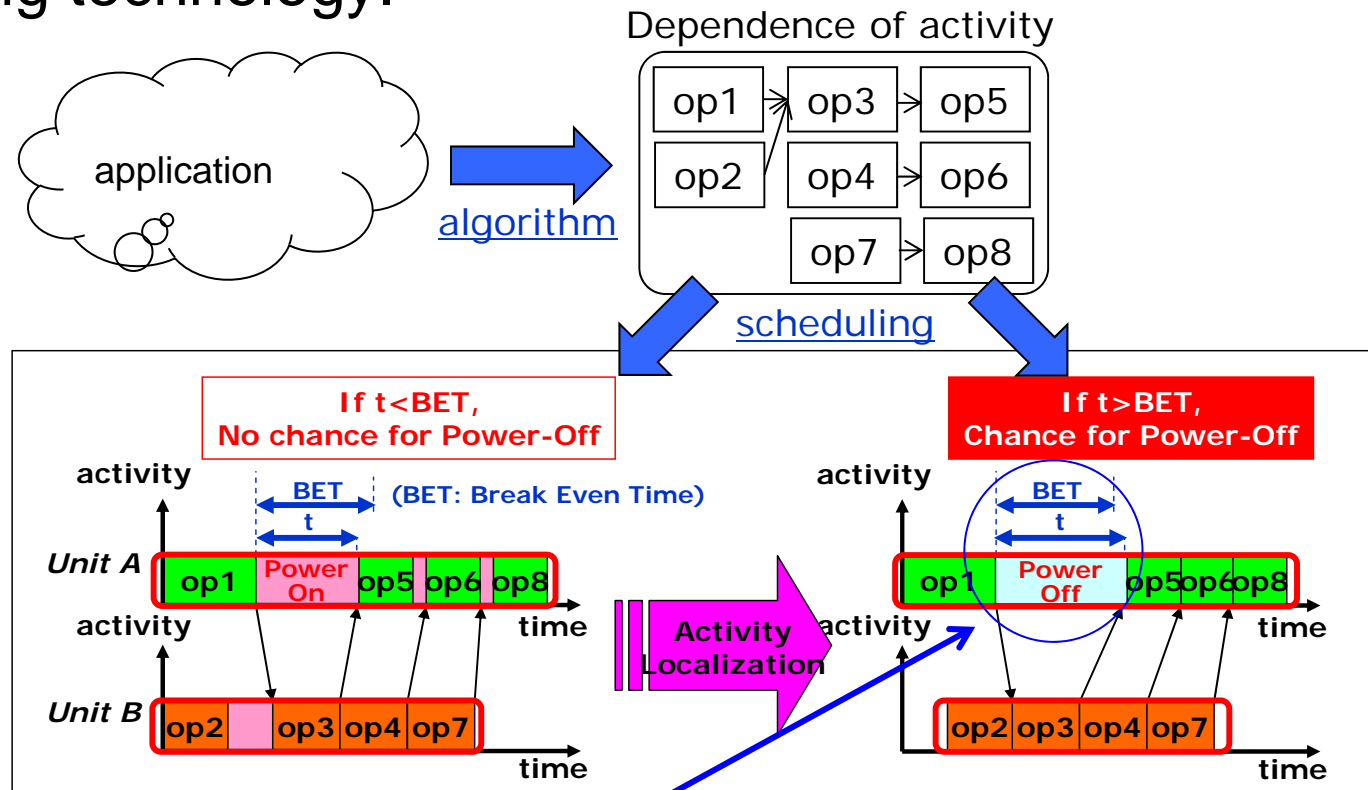 ng technology.
Dependence of activity
application
algorithm
op1 op3 op5
op2 op4 op6
op7 op8
scheduling
If t<BET,
No chance for Power-Off
If t>BET,
Chance for Power-Off
activity
BET
(BET: Break Even Time)
t
Unit A
op1
Power
On
op5 op6 op8
time
activity
Unit B
op2 op3 op4 op7
time
Activity
Localization
activity
BET
t
op1
Power
Off
op5 op6 op8
time
activity
op2 op3 op4 op7
time